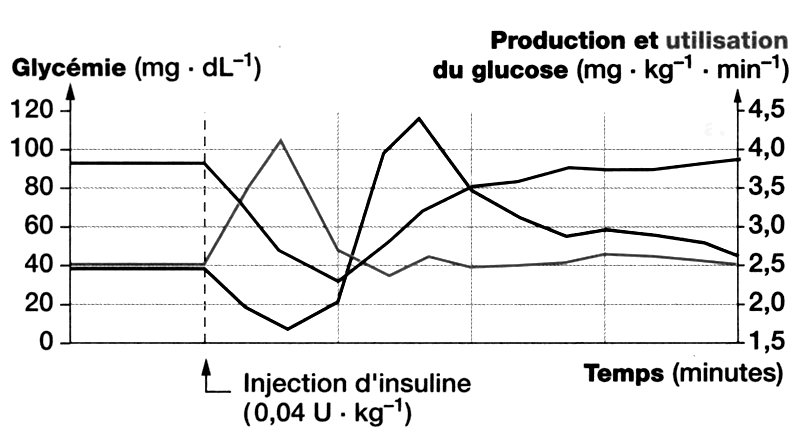 Production et utilisation
Glycémie (mg · dL⁻¹)
du glucose (mg · kg⁻¹ · min⁻¹)
120
4,5
100
4,0
80
3,5
60
3,0
40
2,5
20
2,0
0
1,5
Temps (minutes)
Injection d'insuline
(0,04 U · kg⁻¹)